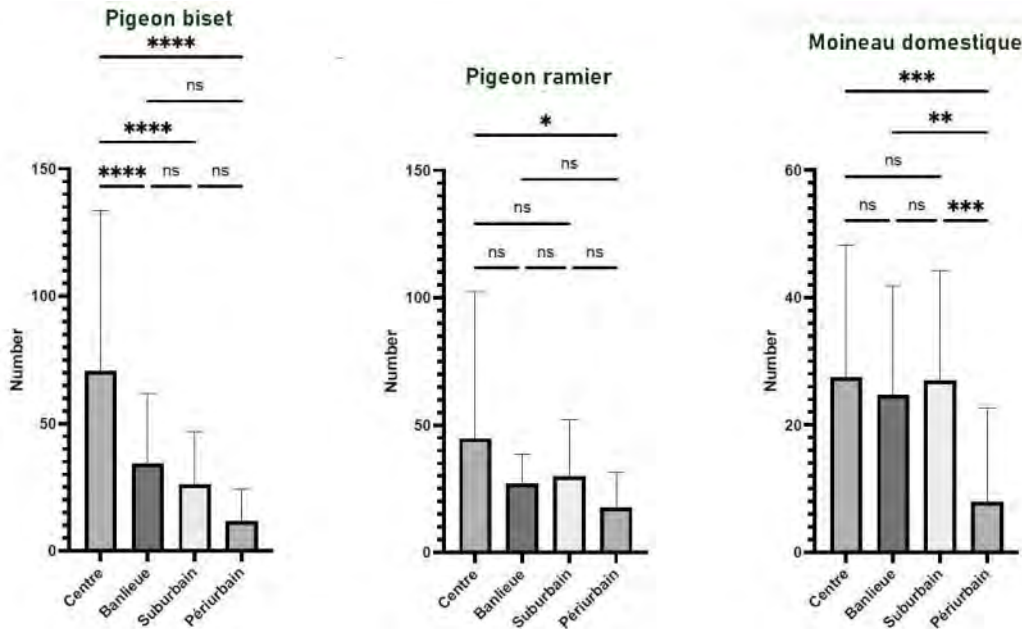 Pigeon biset
****
ns
****
**** ns ns
150
100
50
0
Number
Centre
Banlieue
Suburbain
Périurbain
Pigeon ramier
*
ns
ns
ns ns ns
150
100
50
0
Number
Centre
Banlieue
Suburbain
Périurbain
Moineau domestique
***
**
ns
ns ns ***
60
40
20
0
Number
Centre
Banlieue
Suburbain
Périurbain